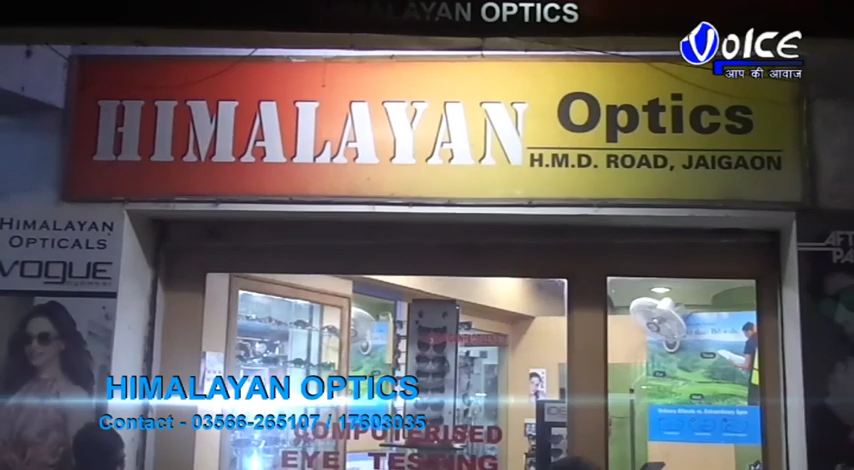 HIMALAYAN OPTICS
VOICE
आप की आवाज
HIMALAYAN Optics
H.M.D. ROAD, JAIGAON
HIMALAYAN
OPTICALS
VOGUE
eyewear
HIMALAYAN OPTICS
Contact - 03566-265107 / 17603035
COMPUTERISED
EYE TESTING